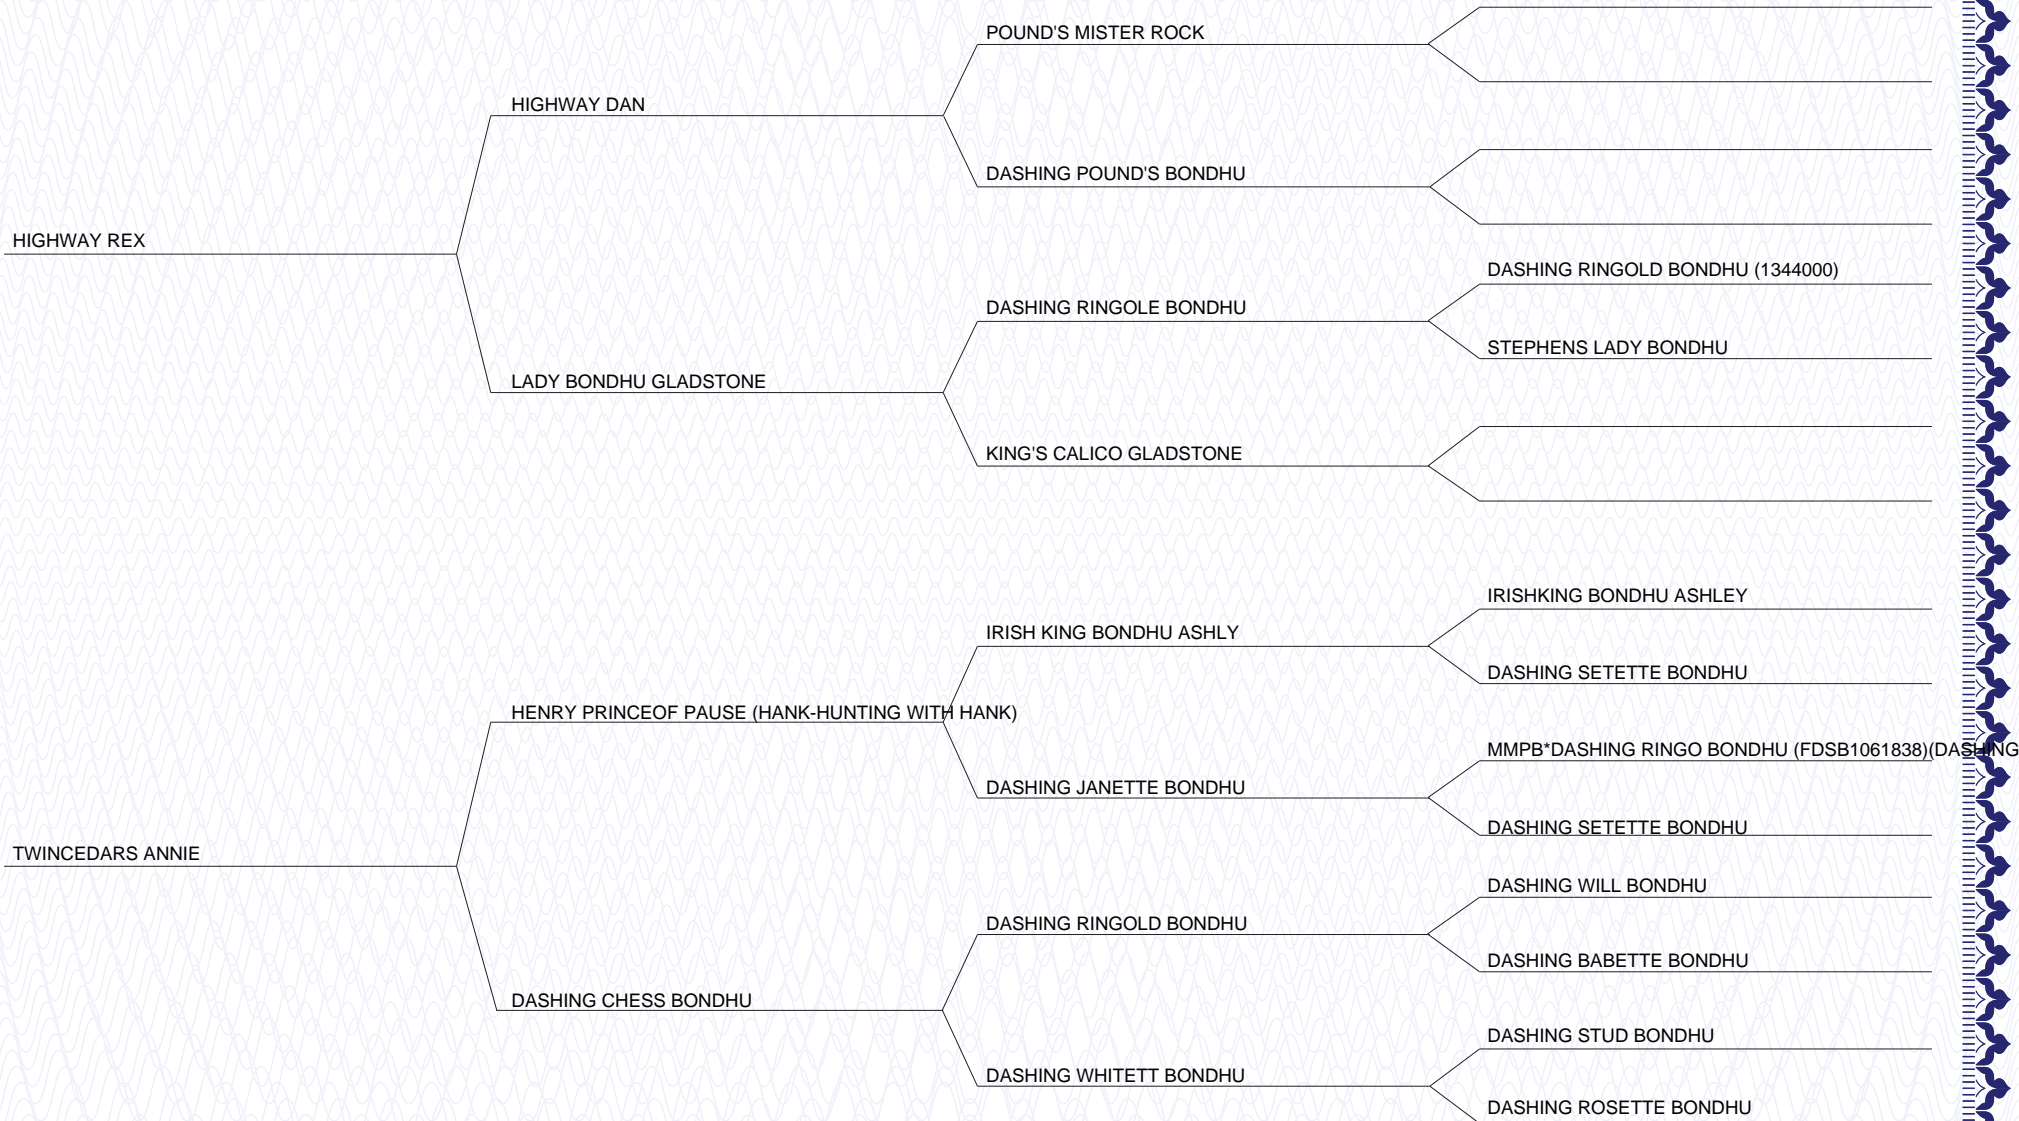 POUND'S MISTER ROCK
HIGHWAY DAN
DASHING POUND'S BONDHU
HIGHWAY REX
DASHING RINGOLD BONDHU (1344000)
DASHING RINGOLE BONDHU
STEPHENS LADY BONDHU
LADY BONDHU GLADSTONE
KING'S CALICO GLADSTONE
IRISHKING BONDHU ASHLEY
IRISH KING BONDHU ASHLY
DASHING SETETTE BONDHU
HENRY PRINCEOF PAUSE (HANK-HUNTING WITH HANK)
MMPB*DASHING RINGO BONDHU (FDSB1061838)(DASHING
DASHING JANETTE BONDHU
DASHING SETETTE BONDHU
TWINCEDARS ANNIE
DASHING WILL BONDHU
DASHING RINGOLD BONDHU
DASHING BABETTE BONDHU
DASHING CHESS BONDHU
DASHING STUD BONDHU
DASHING WHITETT BONDHU
DASHING ROSETTE BONDHU